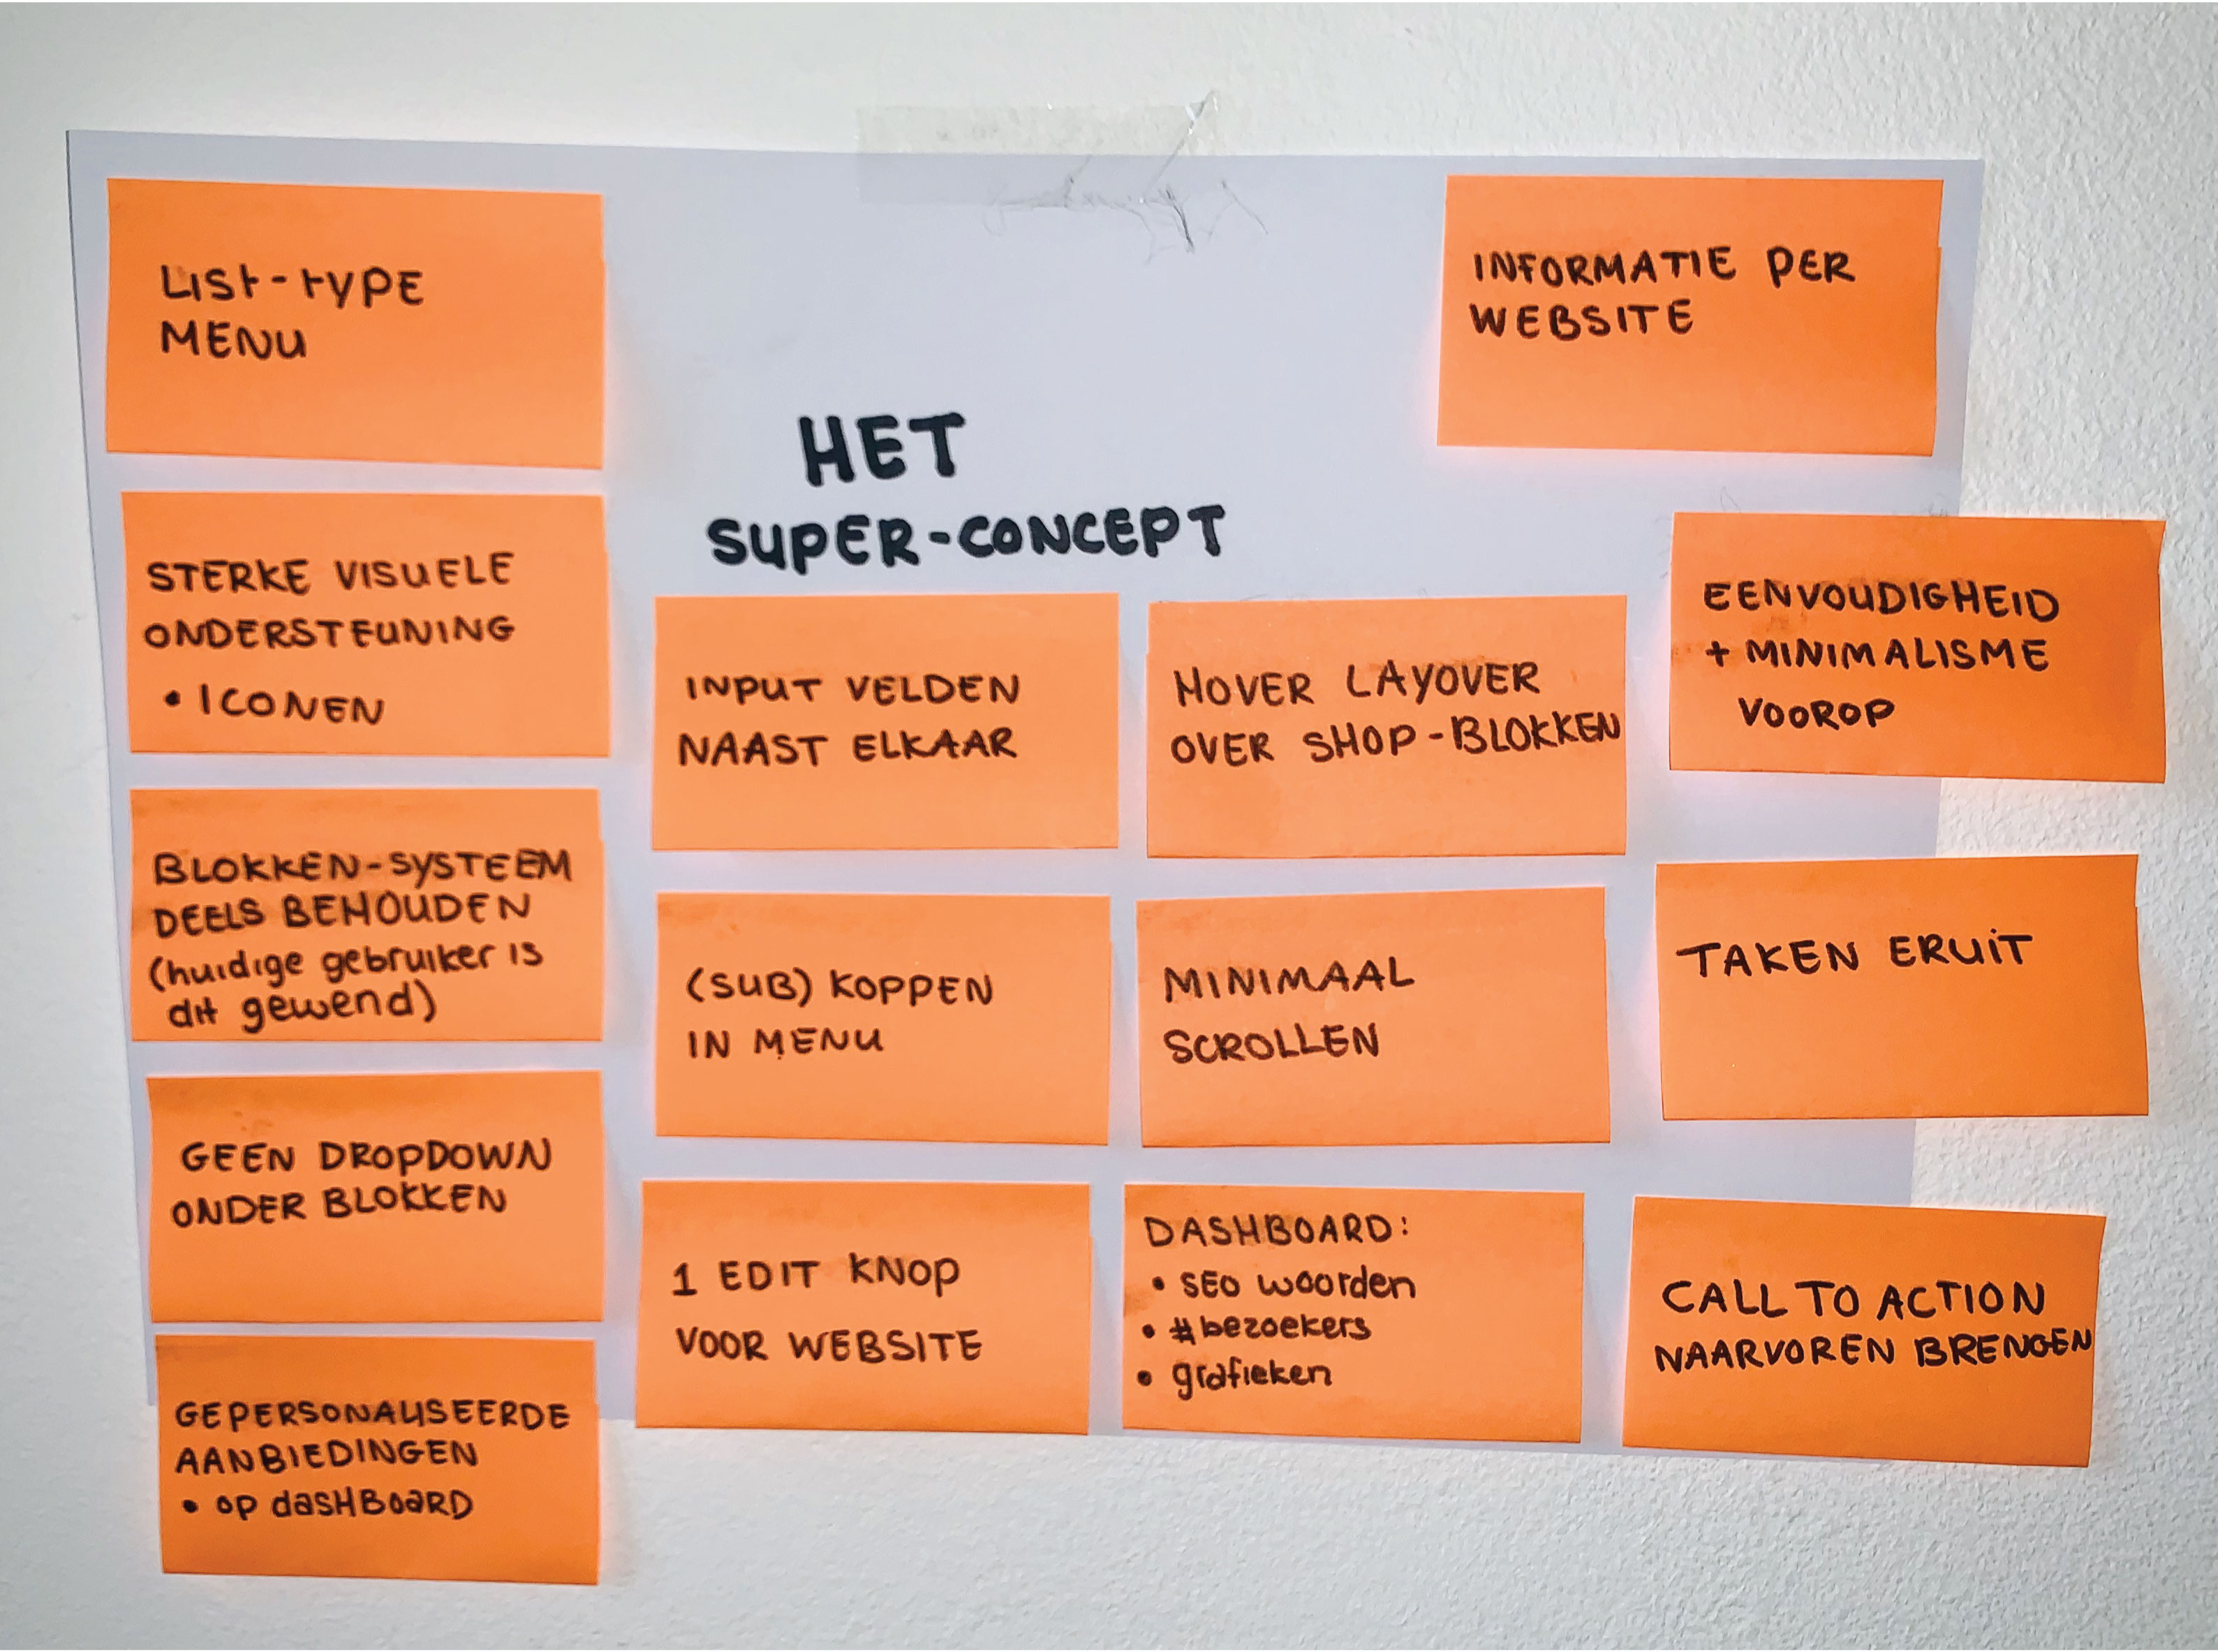 HET
SUPER-CONCEPT
LIST-TYPE
MENU
STERKE VISUELE
ONDERSTEUNING
• ICONEN
BLOKKEN-SYSTEEM
DEELS BEHOUDEN
(huidige gebruiker is
dit gewend)
GEEN DROPDOWN
ONDER BLOKKEN
GEPERSONALISEERDE
AANBIEDINGEN
• op dasHBoaRD
INPUT VELDEN
NAAST ELKAAR
(SUB) KOPPEN
IN MENU
1 EDIT KNOP
VOOR WEBSITE
HOVER LAYOVER
OVER SHOP-BLOKKEN
MINIMAAL
SCROLLEN
DASHBOARD:
• SEO woorden
• #bezoekers
• grafieken
INFORMATIE PER
WEBSITE
EENVOUDIGHEID
+ MINIMALISME
VOOROP
TAKEN ERUIT
CALL TO ACTION
NAARVOREN BRENGEN